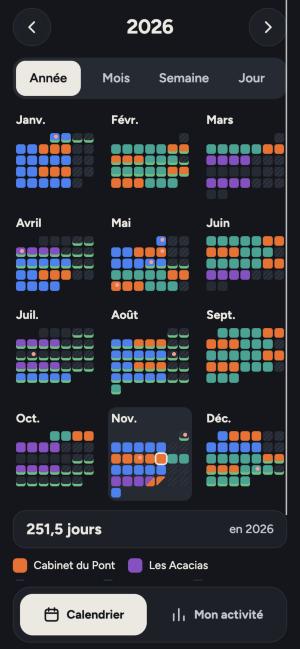 2026
Année Mois Semaine Jour
Janv. Févr. Mars
Avril Mai Juin
Juil. Août Sept.
Oct. Nov. Déc.
251,5 jours en 2026
Cabinet du Pont Les Acacias
Calendrier Mon activité